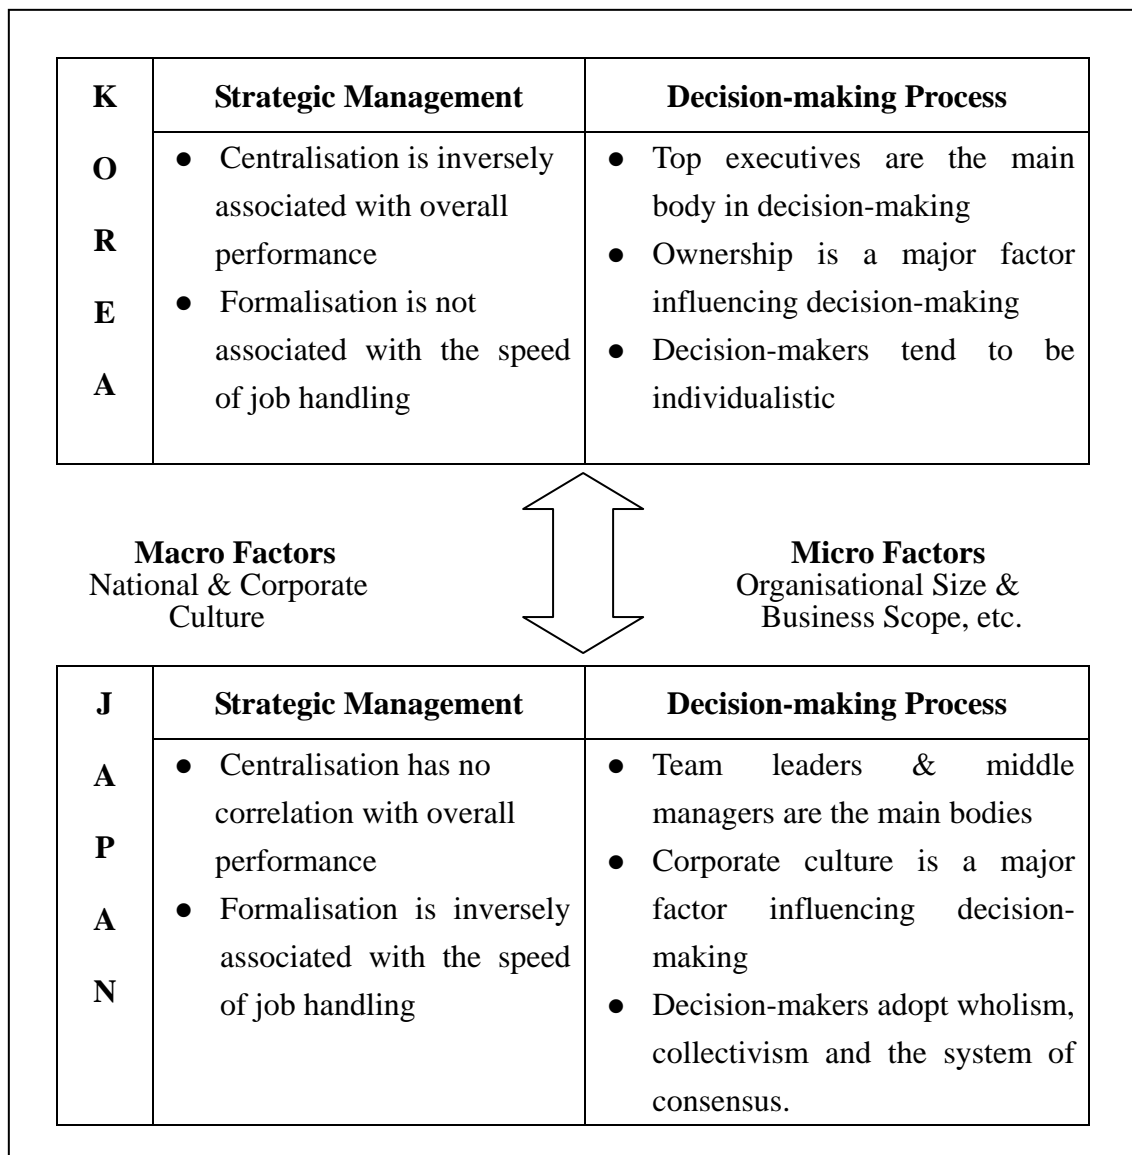 KOREA
Strategic Management
● Centralisation is inversely
associated with overall
performance
● Formalisation is not
associated with the speed
of job handling
Decision-making Process
● Top executives are the main
body in decision-making
● Ownership is a major factor
influencing decision-making
● Decision-makers tend to be
individualistic
Macro Factors
National & Corporate
Culture
Micro Factors
Organisational Size &
Business Scope, etc.
JAPAN
Strategic Management
● Centralisation has no
correlation with overall
performance
● Formalisation is inversely
associated with the speed
of job handling
Decision-making Process
● Team leaders & middle
managers are the main bodies
● Corporate culture is a major
factor influencing decision-
making
● Decision-makers adopt wholism,
collectivism and the system of
consensus.